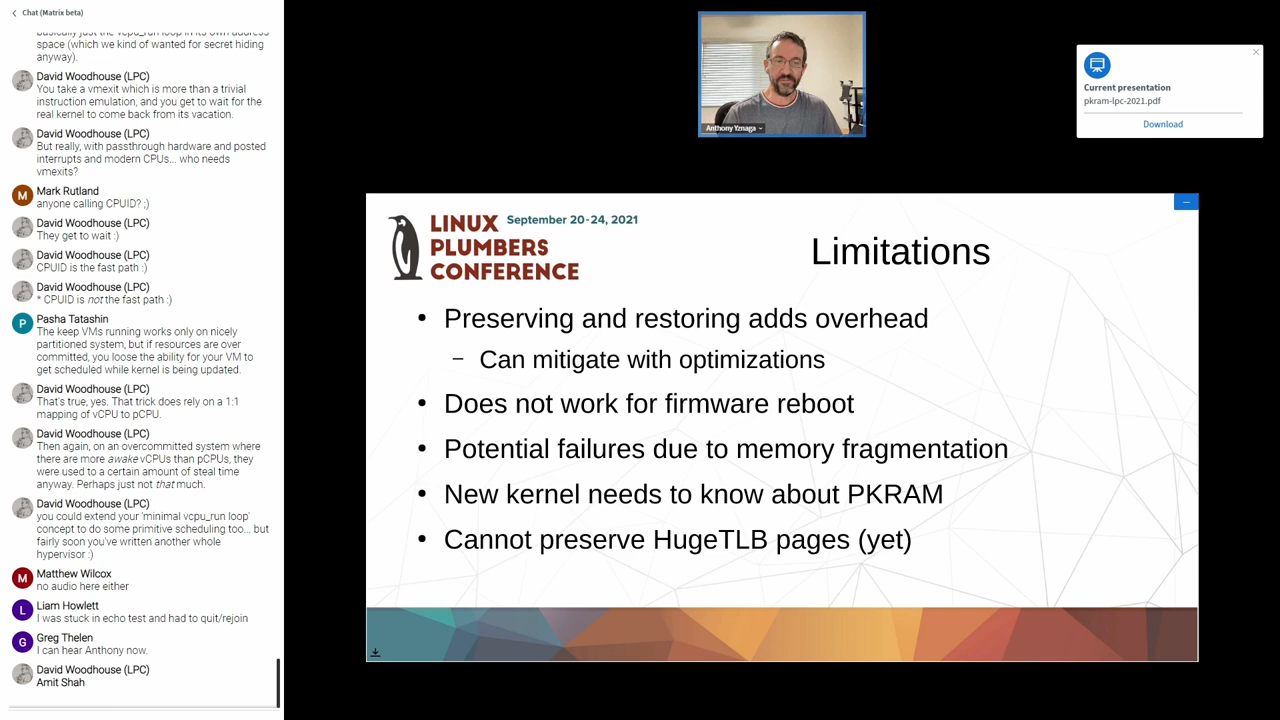 Chat (Matrix beta)
basically just the vcpu_run loop in its own address
space (which we kind of wanted for secret hiding
anyway).
David Woodhouse (LPC)
You take a vmexit which is more than a trivial
instruction emulation, and you get to wait for the
real kernel to come back from its vacation.
David Woodhouse (LPC)
But really, with passthrough hardware and posted
interrupts and modern CPUs... who needs
vmexits?
Mark Rutland
anyone calling CPUID? ;)
David Woodhouse (LPC)
They get to wait :)
David Woodhouse (LPC)
CPUID is the fast path :)
David Woodhouse (LPC)
* CPUID is not the fast path :)
Pasha Tatashin
The keep VMs running works only on nicely
partitioned system, but if resources are over
committed, you loose the ability for your VM to
get scheduled while kernel is being updated.
David Woodhouse (LPC)
That's true, yes. That trick does rely on a 1:1
mapping of vCPU to pCPU.
David Woodhouse (LPC)
Then again, on an overcommitted system where
there are more awake vCPUs than pCPUs, they
were used to a certain amount of steal time
anyway. Perhaps just not that much.
David Woodhouse (LPC)
you could extend your 'minimal vcpu_run loop'
concept to do some primitive scheduling too... but
fairly soon you've written another whole
hypervisor :)
M Matthew Wilcox
no audio here either
L Liam Howlett
I was stuck in echo test and had to quit/rejoin
G Greg Thelen
I can hear Anthony now.
David Woodhouse (LPC)
Amit Shah
Anthony Yznaga
Current presentation
pkram-lpc-2021.pdf
Download
LINUX September 20-24, 2021
PLUMBERS
CONFERENCE
Limitations
• Preserving and restoring adds overhead
– Can mitigate with optimizations
• Does not work for firmware reboot
• Potential failures due to memory fragmentation
• New kernel needs to know about PKRAM
• Cannot preserve HugeTLB pages (yet)